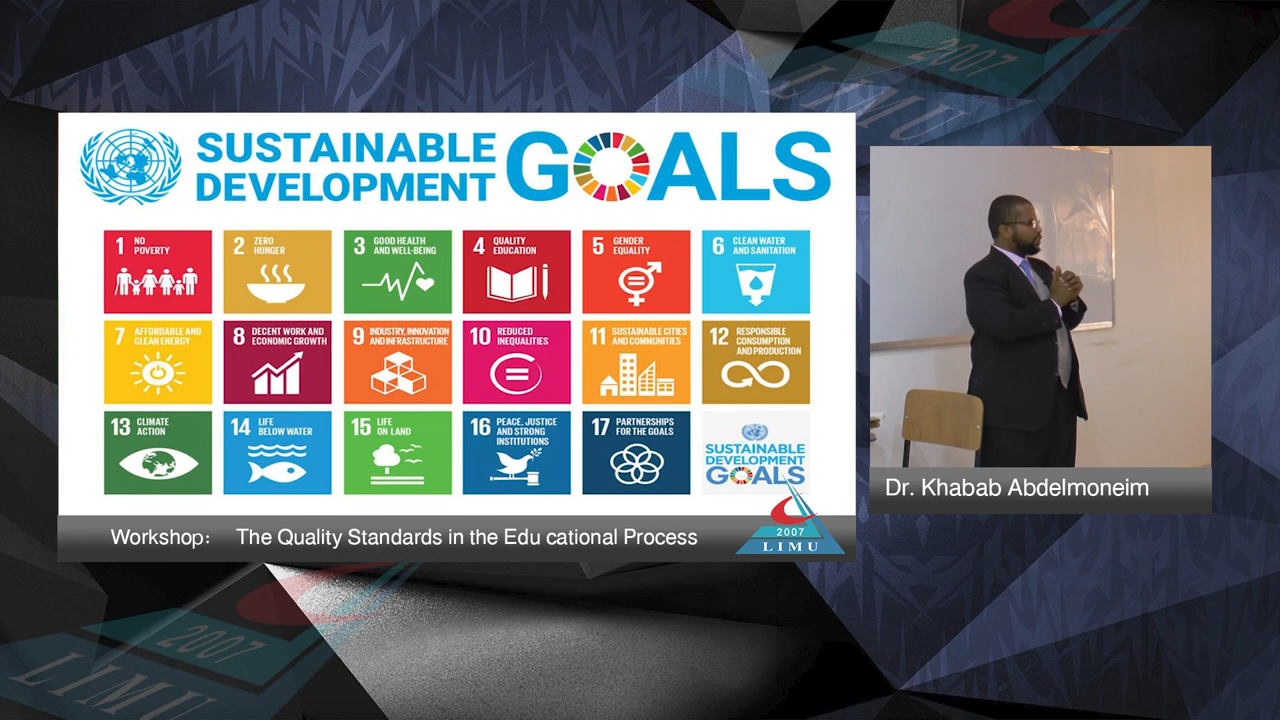 SUSTAINABLE
DEVELOPMENT
GOALS
1 NO
POVERTY
2 ZERO
HUNGER
3 GOOD HEALTH
AND WELL-BEING
4 QUALITY
EDUCATION
5 GENDER
EQUALITY
6 CLEAN WATER
AND SANITATION
7 AFFORDABLE AND
CLEAN ENERGY
8 DECENT WORK AND
ECONOMIC GROWTH
9 INDUSTRY, INNOVATION
AND INFRASTRUCTURE
10 REDUCED
INEQUALITIES
11 SUSTAINABLE CITIES
AND COMMUNITIES
12 RESPONSIBLE
CONSUMPTION
AND PRODUCTION
13 CLIMATE
ACTION
14 LIFE
BELOW WATER
15 LIFE
ON LAND
16 PEACE, JUSTICE
AND STRONG
INSTITUTIONS
17 PARTNERSHIPS
FOR THE GOALS
SUSTAINABLE
DEVELOPMENT
GOALS
Workshop: The Quality Standards in the Edu cational Process
2007
LIMU
Dr. Khabab Abdelmoneim
2007
LIMU
2007
LIMU